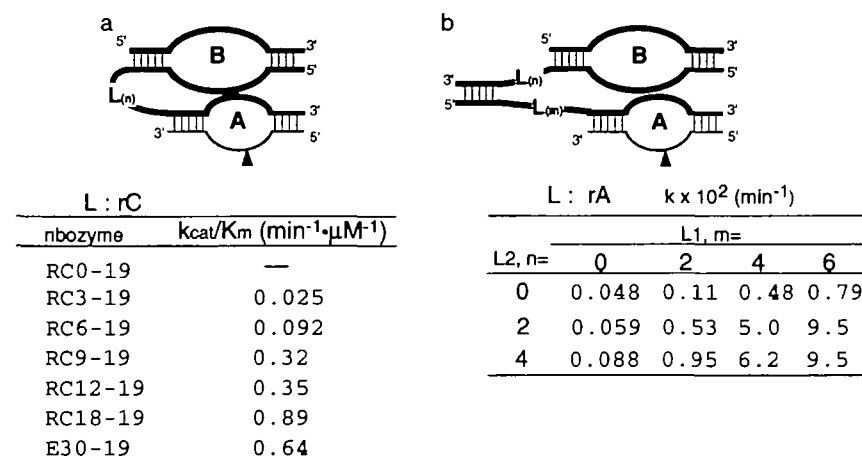 a
5'
3'
B
5'
L(n)
A
3'
3'
5'
b
5'
3'
B
5'
3'
L(n)
5'
L(m)
A
3'
3'
5'
L : rC
nbozyme kcat/Km (min-1•μM-1)
RC0-19 —
RC3-19 0.025
RC6-19 0.092
RC9-19 0.32
RC12-19 0.35
RC18-19 0.89
E30-19 0.64
L : rA k x 10² (min-1)
L1, m=
L2, n= 0 2 4 6
0 0.048 0.11 0.48 0.79
2 0.059 0.53 5.0 9.5
4 0.088 0.95 6.2 9.5